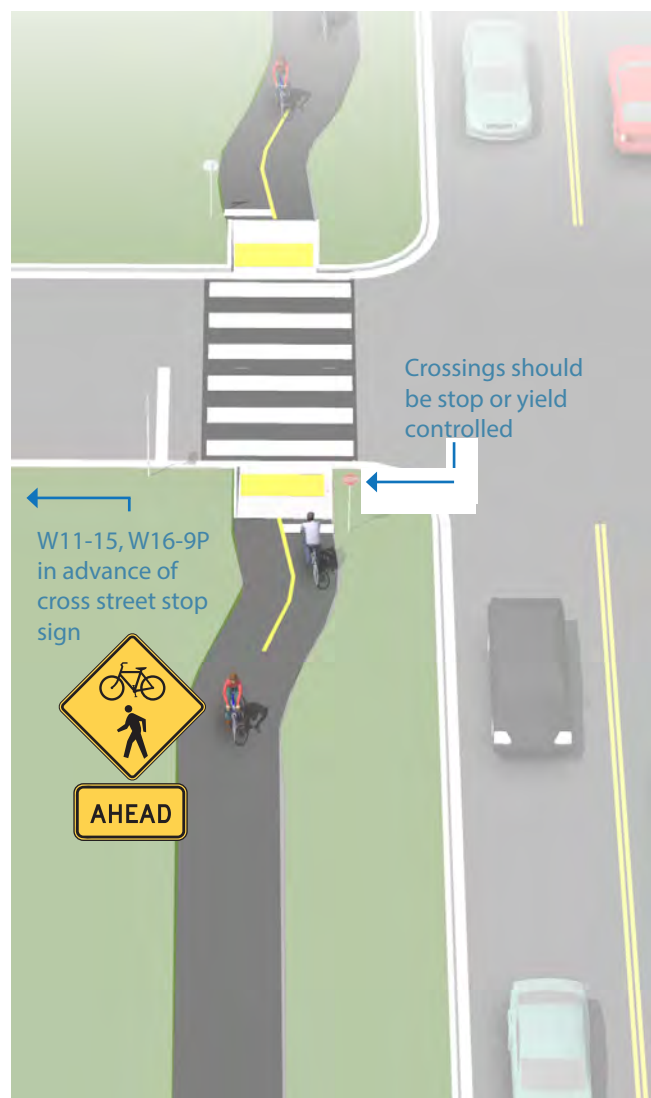 Crossings should
be stop or yield
controlled
W11-15, W16-9P
in advance of
cross street stop
sign
AHEAD